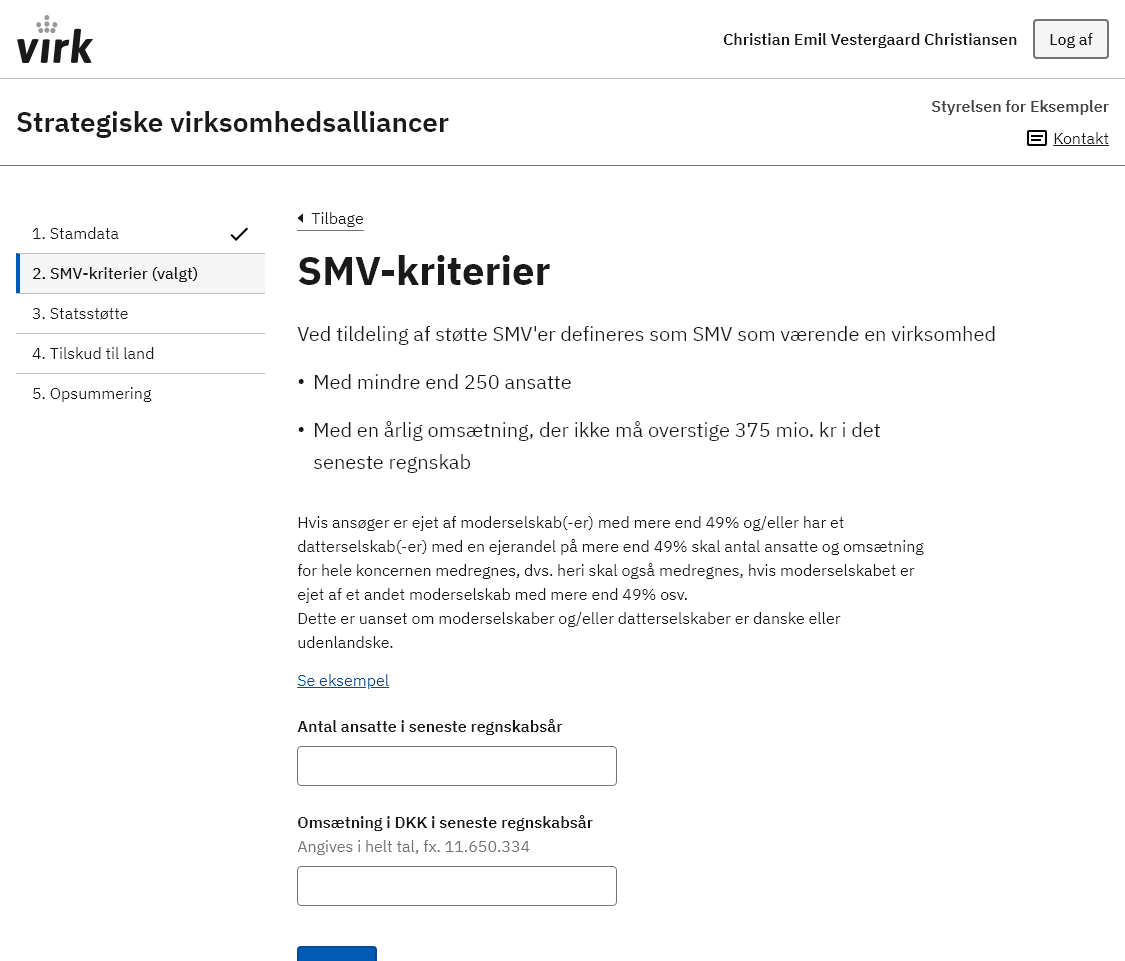 virk
Christian Emil Vestergaard Christiansen
Log af
Strategiske virksomhedsalliancer
Styrelsen for Eksempler
Kontakt
1. Stamdata
2. SMV-kriterier (valgt)
3. Statsstøtte
4. Tilskud til land
5. Opsummering
Tilbage
SMV-kriterier
Ved tildeling af støtte SMV'er defineres som SMV som værende en virksomhed
• Med mindre end 250 ansatte
• Med en årlig omsætning, der ikke må overstige 375 mio. kr i det
seneste regnskab
Hvis ansøger er ejet af moderselskab(-er) med mere end 49% og/eller har et
datterselskab(-er) med en ejerandel på mere end 49% skal antal ansatte og omsætning
for hele koncernen medregnes, dvs. heri skal også medregnes, hvis moderselskabet er
ejet af et andet moderselskab med mere end 49% osv.
Dette er uanset om moderselskaber og/eller datterselskaber er danske eller
udenlandske.
Se eksempel
Antal ansatte i seneste regnskabsår
Omsætning i DKK i seneste regnskabsår
Angives i helt tal, fx. 11.650.334